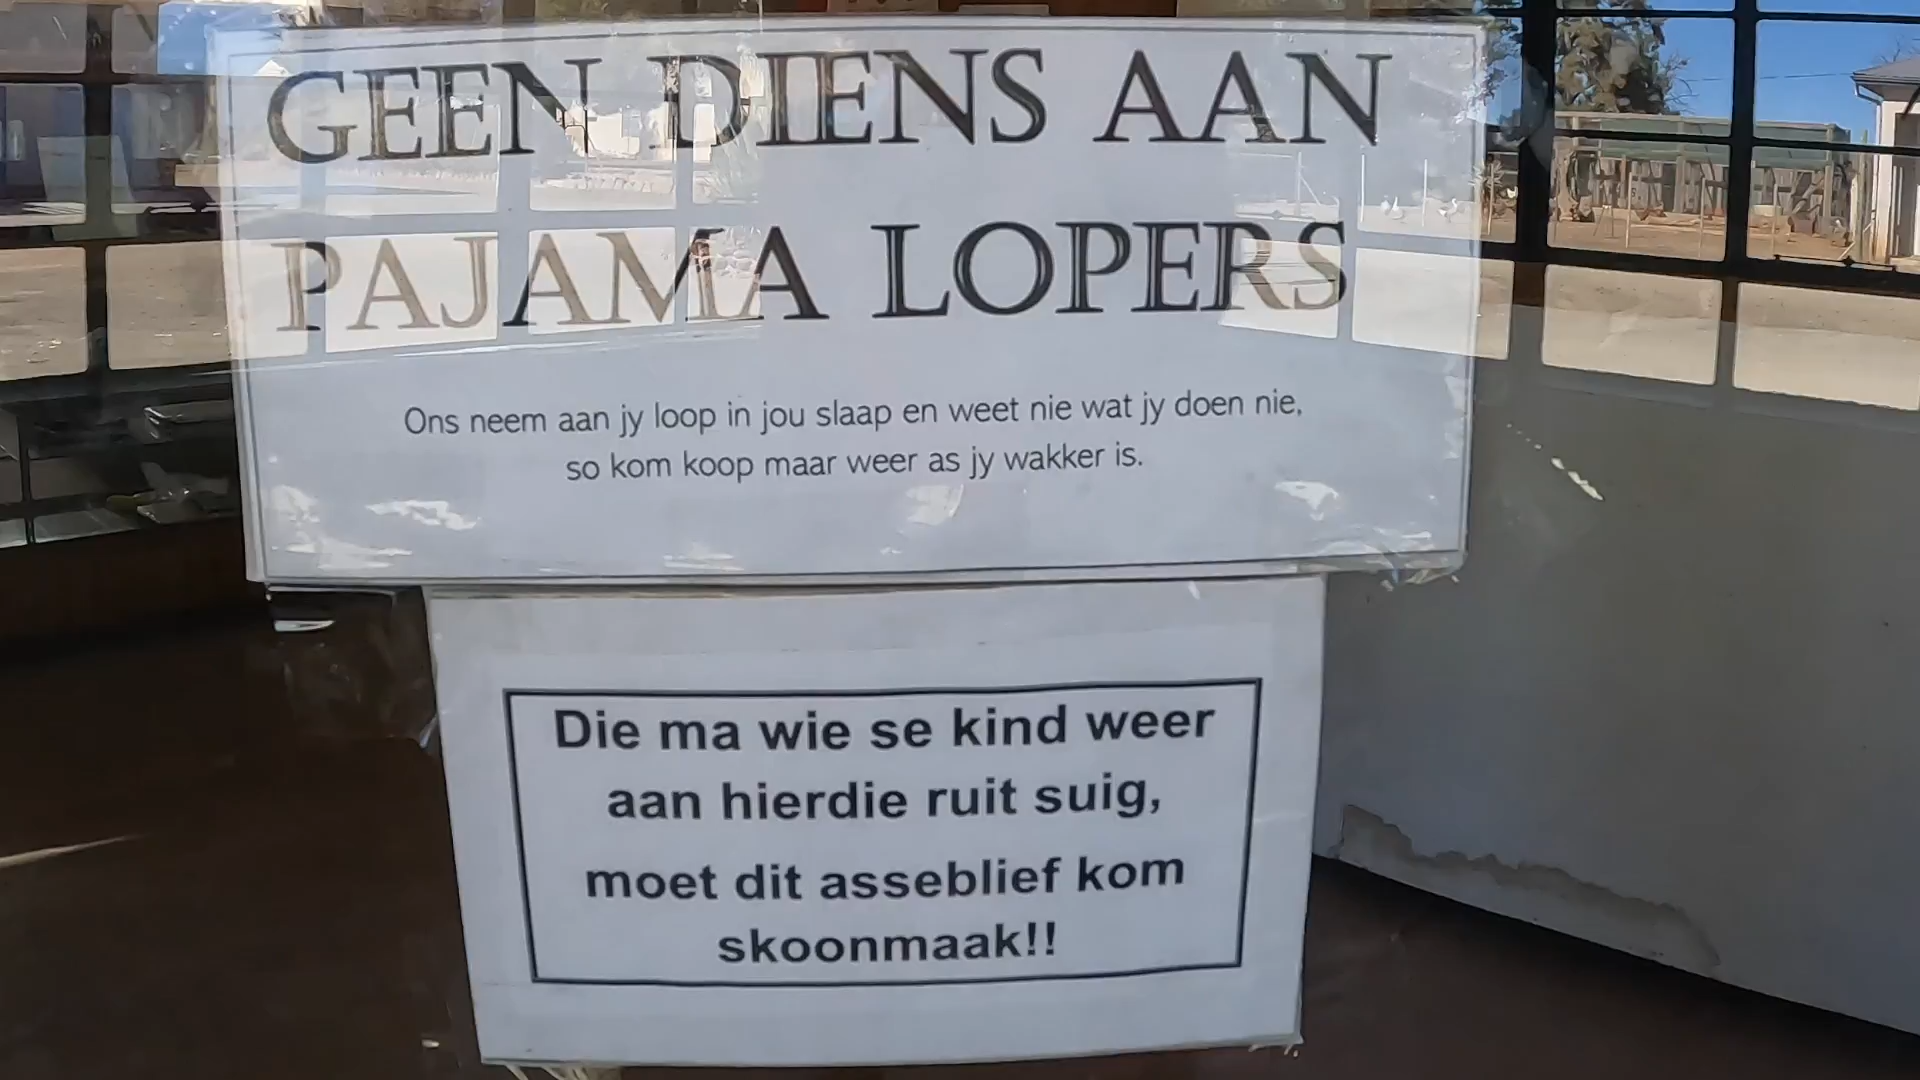 GEEN DIENS AAN
PAJAMA LOPERS
Ons neem aan jy loop in jou slaap en weet nie wat jy doen nie,
so kom koop maar weer as jy wakker is.
Die ma wie se kind weer
aan hierdie ruit suig,
moet dit asseblief kom
skoonmaak!!